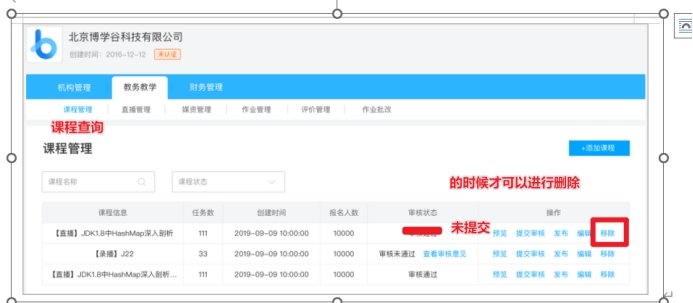 北京博学谷科技有限公司
创建时间：2016-12-12 未认证
机构管理 教务教学 财务管理
课程管理 直播管理 媒资管理 作业管理 评价管理 作业批改
课程查询
课程管理 +添加课程
课程名称 课程状态
的时候才可以进行删除
课程信息 任务数 创建时间 报名人数 审核状态 操作
未提交
【直播】JDK1.8中HashMap深入剖析 111 2019-09-09 10:00:00 10000 预览 提交审核 发布 编辑 移除
【录播】J22 33 2019-09-09 10:00:00 10000 审核未通过 查看审核意见 预览 提交审核 发布 编辑 移除
【直播】JDK1.8中HashMap深入剖析... 111 2019-09-09 10:00:00 10000 审核通过 预览 提交审核 发布 编辑 移除